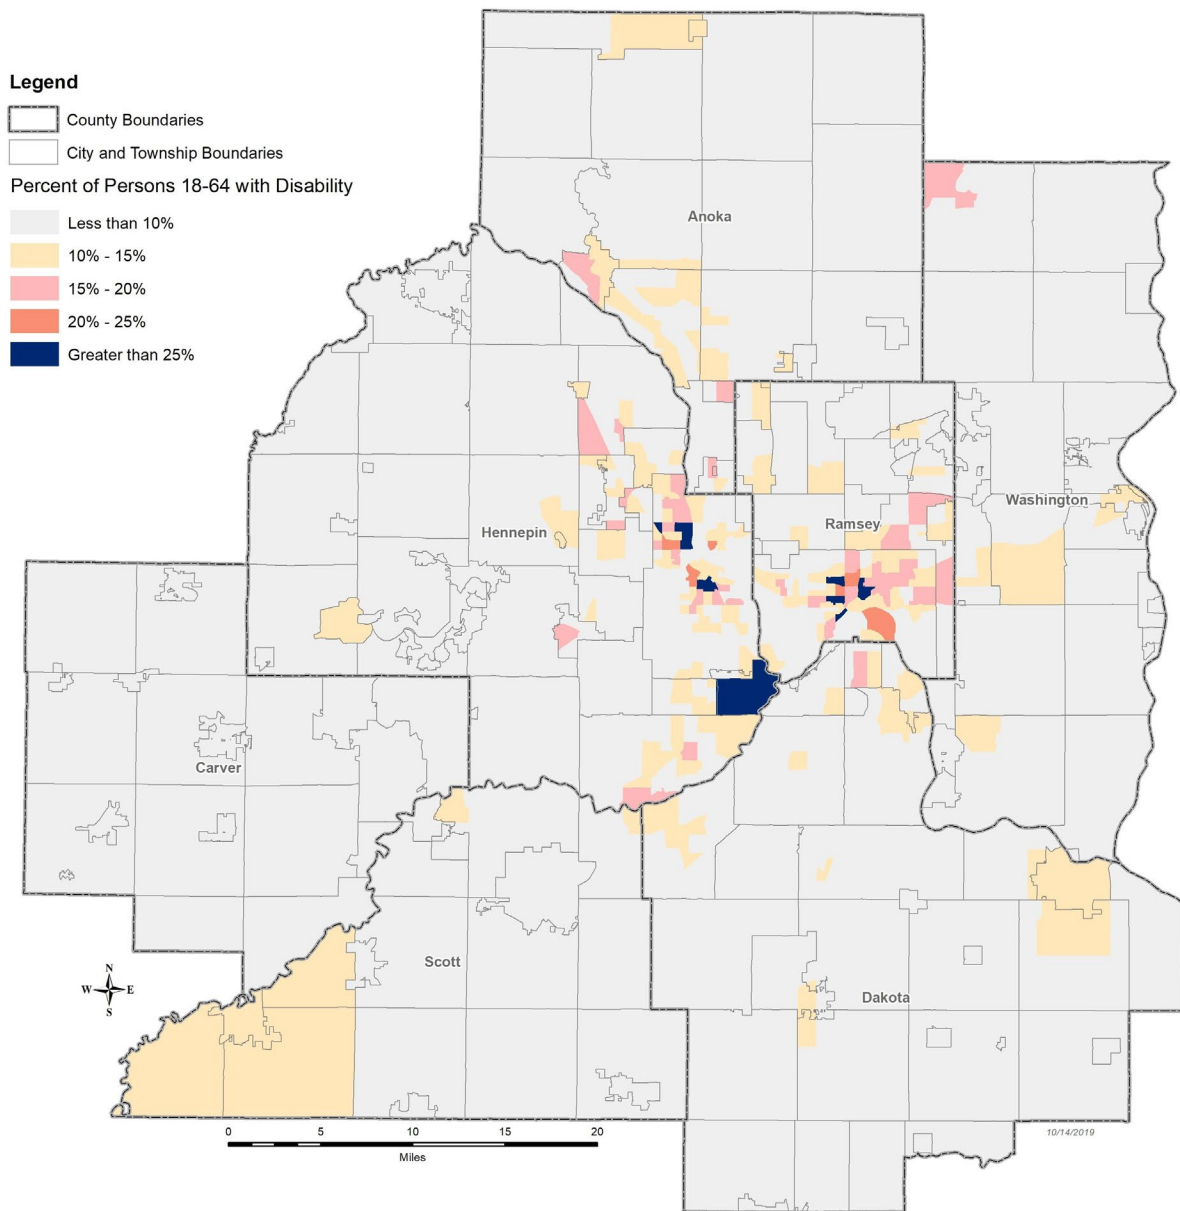 Legend
County Boundaries
City and Township Boundaries
Percent of Persons 18-64 with Disability
Less than 10%
10% - 15%
15% - 20%
20% - 25%
Greater than 25%
Anoka
Washington
Ramsey
Hennepin
Carver
Scott
Dakota
N
W E
S
0 5 10 15 20
Miles
10/14/2019